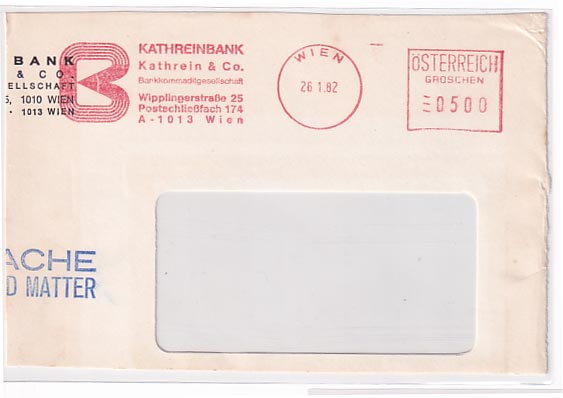 BANK
& CO.
ELLSCHAFT
5, 1010 WIEN
• 1013 WIEN
KATHREINBANK
Kathrein & Co.
Bankkommanditgesellschaft
Wipplingerstraße 25
Postschließfach 174
A-1013 Wien
WIEN
26 1.82
ÖSTERREICH
GROSCHEN
0500
ACHE
D MATTER